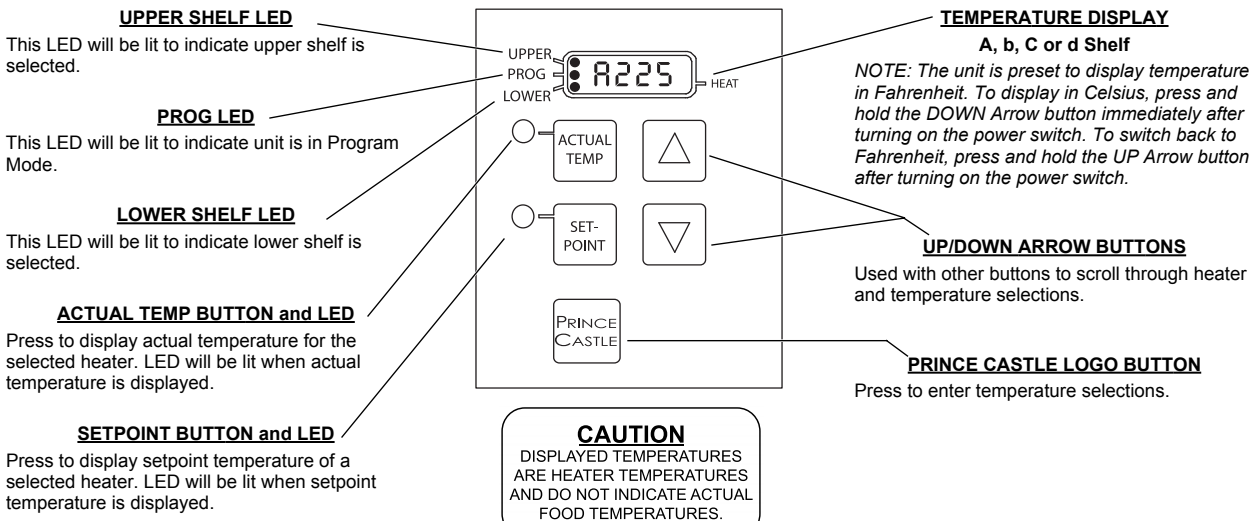 UPPER SHELF LED
This LED will be lit to indicate upper shelf is
selected.
PROG LED
This LED will be lit to indicate unit is in Program
Mode.
LOWER SHELF LED
This LED will be lit to indicate lower shelf is
selected.
ACTUAL TEMP BUTTON and LED
Press to display actual temperature for the
selected heater. LED will be lit when actual
temperature is displayed.
SETPOINT BUTTON and LED
Press to display setpoint temperature of a
selected heater. LED will be lit when setpoint
temperature is displayed.
UPPER
PROG
LOWER
A225
HEAT
ACTUAL
TEMP
SET-
POINT
PRINCE
CASTLE
CAUTION
DISPLAYED TEMPERATURES
ARE HEATER TEMPERATURES
AND DO NOT INDICATE ACTUAL
FOOD TEMPERATURES.
TEMPERATURE DISPLAY
A, b, C or d Shelf
NOTE: The unit is preset to display temperature
in Fahrenheit. To display in Celsius, press and
hold the DOWN Arrow button immediately after
turning on the power switch. To switch back to
Fahrenheit, press and hold the UP Arrow button
after turning on the power switch.
UP/DOWN ARROW BUTTONS
Used with other buttons to scroll through heater
and temperature selections.
PRINCE CASTLE LOGO BUTTON
Press to enter temperature selections.